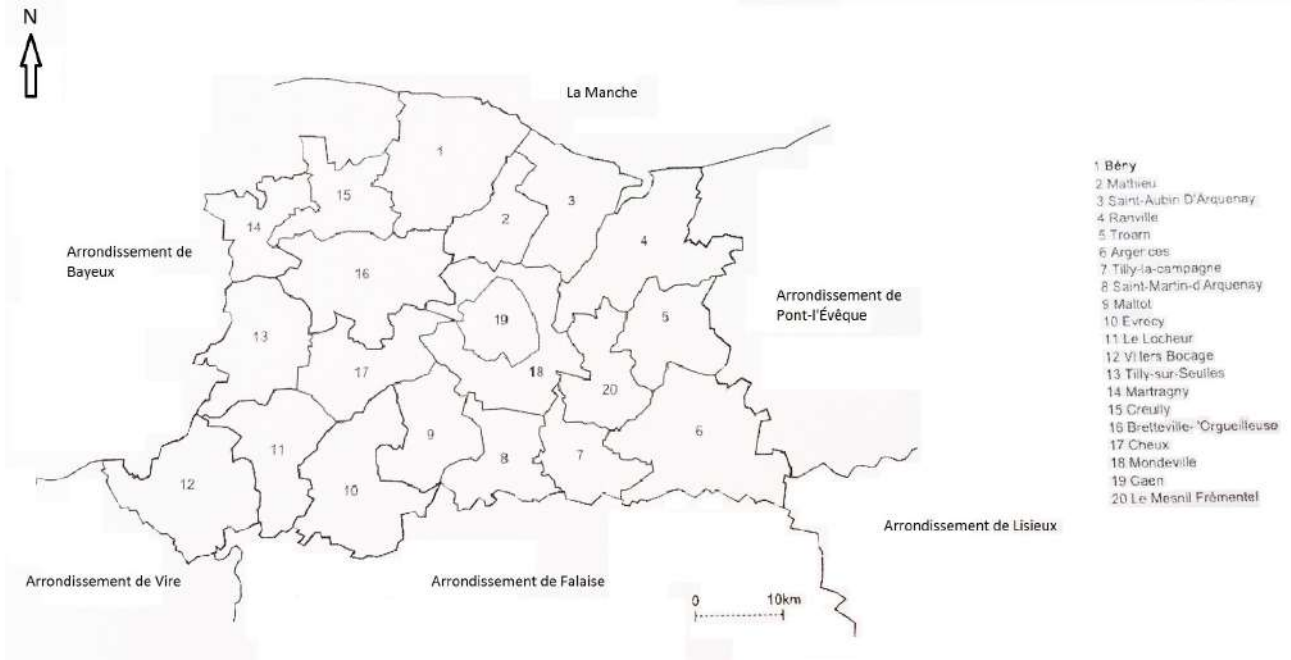 N
La Manche
1
2
3
15
14
4
Arrondissement de
Bayeux
16
Arrondissement de
Pont-l'Évêque
19
5
13
17
18
20
6
9
11
8
7
12
10
Arrondissement de Lisieux
Arrondissement de Vire
Arrondissement de Falaise
0 10km
1 Bény
2 Mathieu
3 Saint-Aubin D'Arquenay
4 Ranville
5 Troarn
6 Argences
7 Tilly-la-campagne
8 Saint-Martin-d Arquenay
9 Maltot
10 Evrecy
11 Le Locheur
12 Villers Bocage
13 Tilly-sur-Seulles
14 Martragny
15 Creully
16 Bretteville-'Orgueilleuse
17 Cheux
18 Mondeville
19 Caen
20 Le Mesnil Frémentel